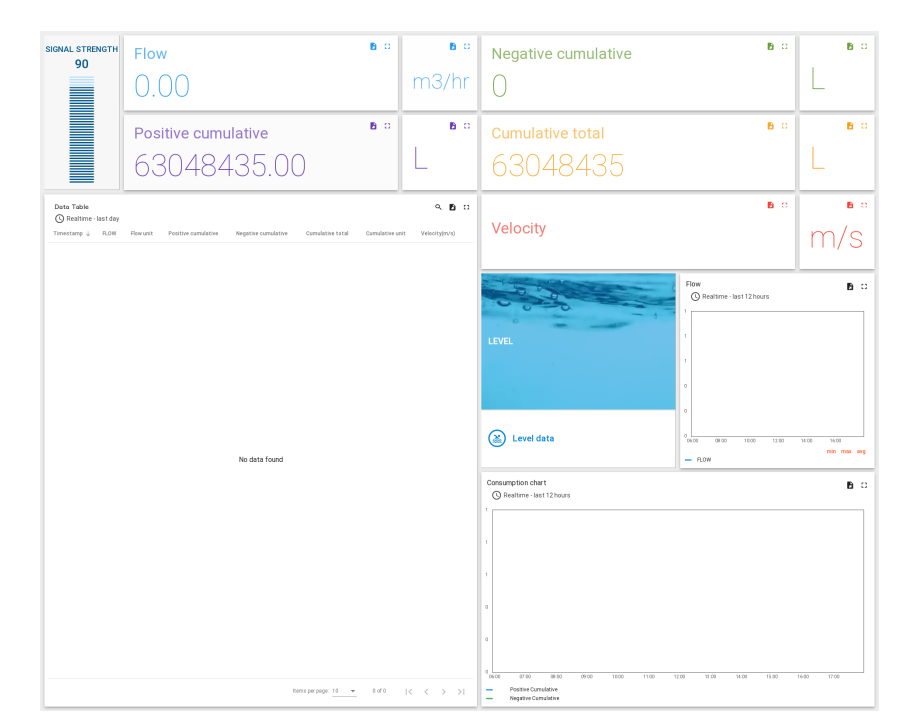 SIGNAL STRENGTH
90
Flow
0.00
m3/hr
Negative cumulative
0
L
Positive cumulative
63048435.00
L
Cumulative total
63048435
L
Data Table
Realtime - last day
Timestamp FLOW Flow unit Positive cumulative Negative cumulative Cumulative total Cumulative unit Velocity(m/s)
No data found
Items per page: 10 0 of 0
Velocity
m/s
LEVEL
Level data
Flow
Realtime - last 12 hours
1
1
1
0
0
0
06:00 08:00 10:00 12:00 14:00 16:00
min max avg
FLOW
Consumption chart
Realtime - last 12 hours
1
1
1
0
0
0
06:00 07:00 08:00 09:00 10:00 11:00 12:00 13:00 14:00 15:00 16:00 17:00
Positive Cumulative
Negative Cumulative